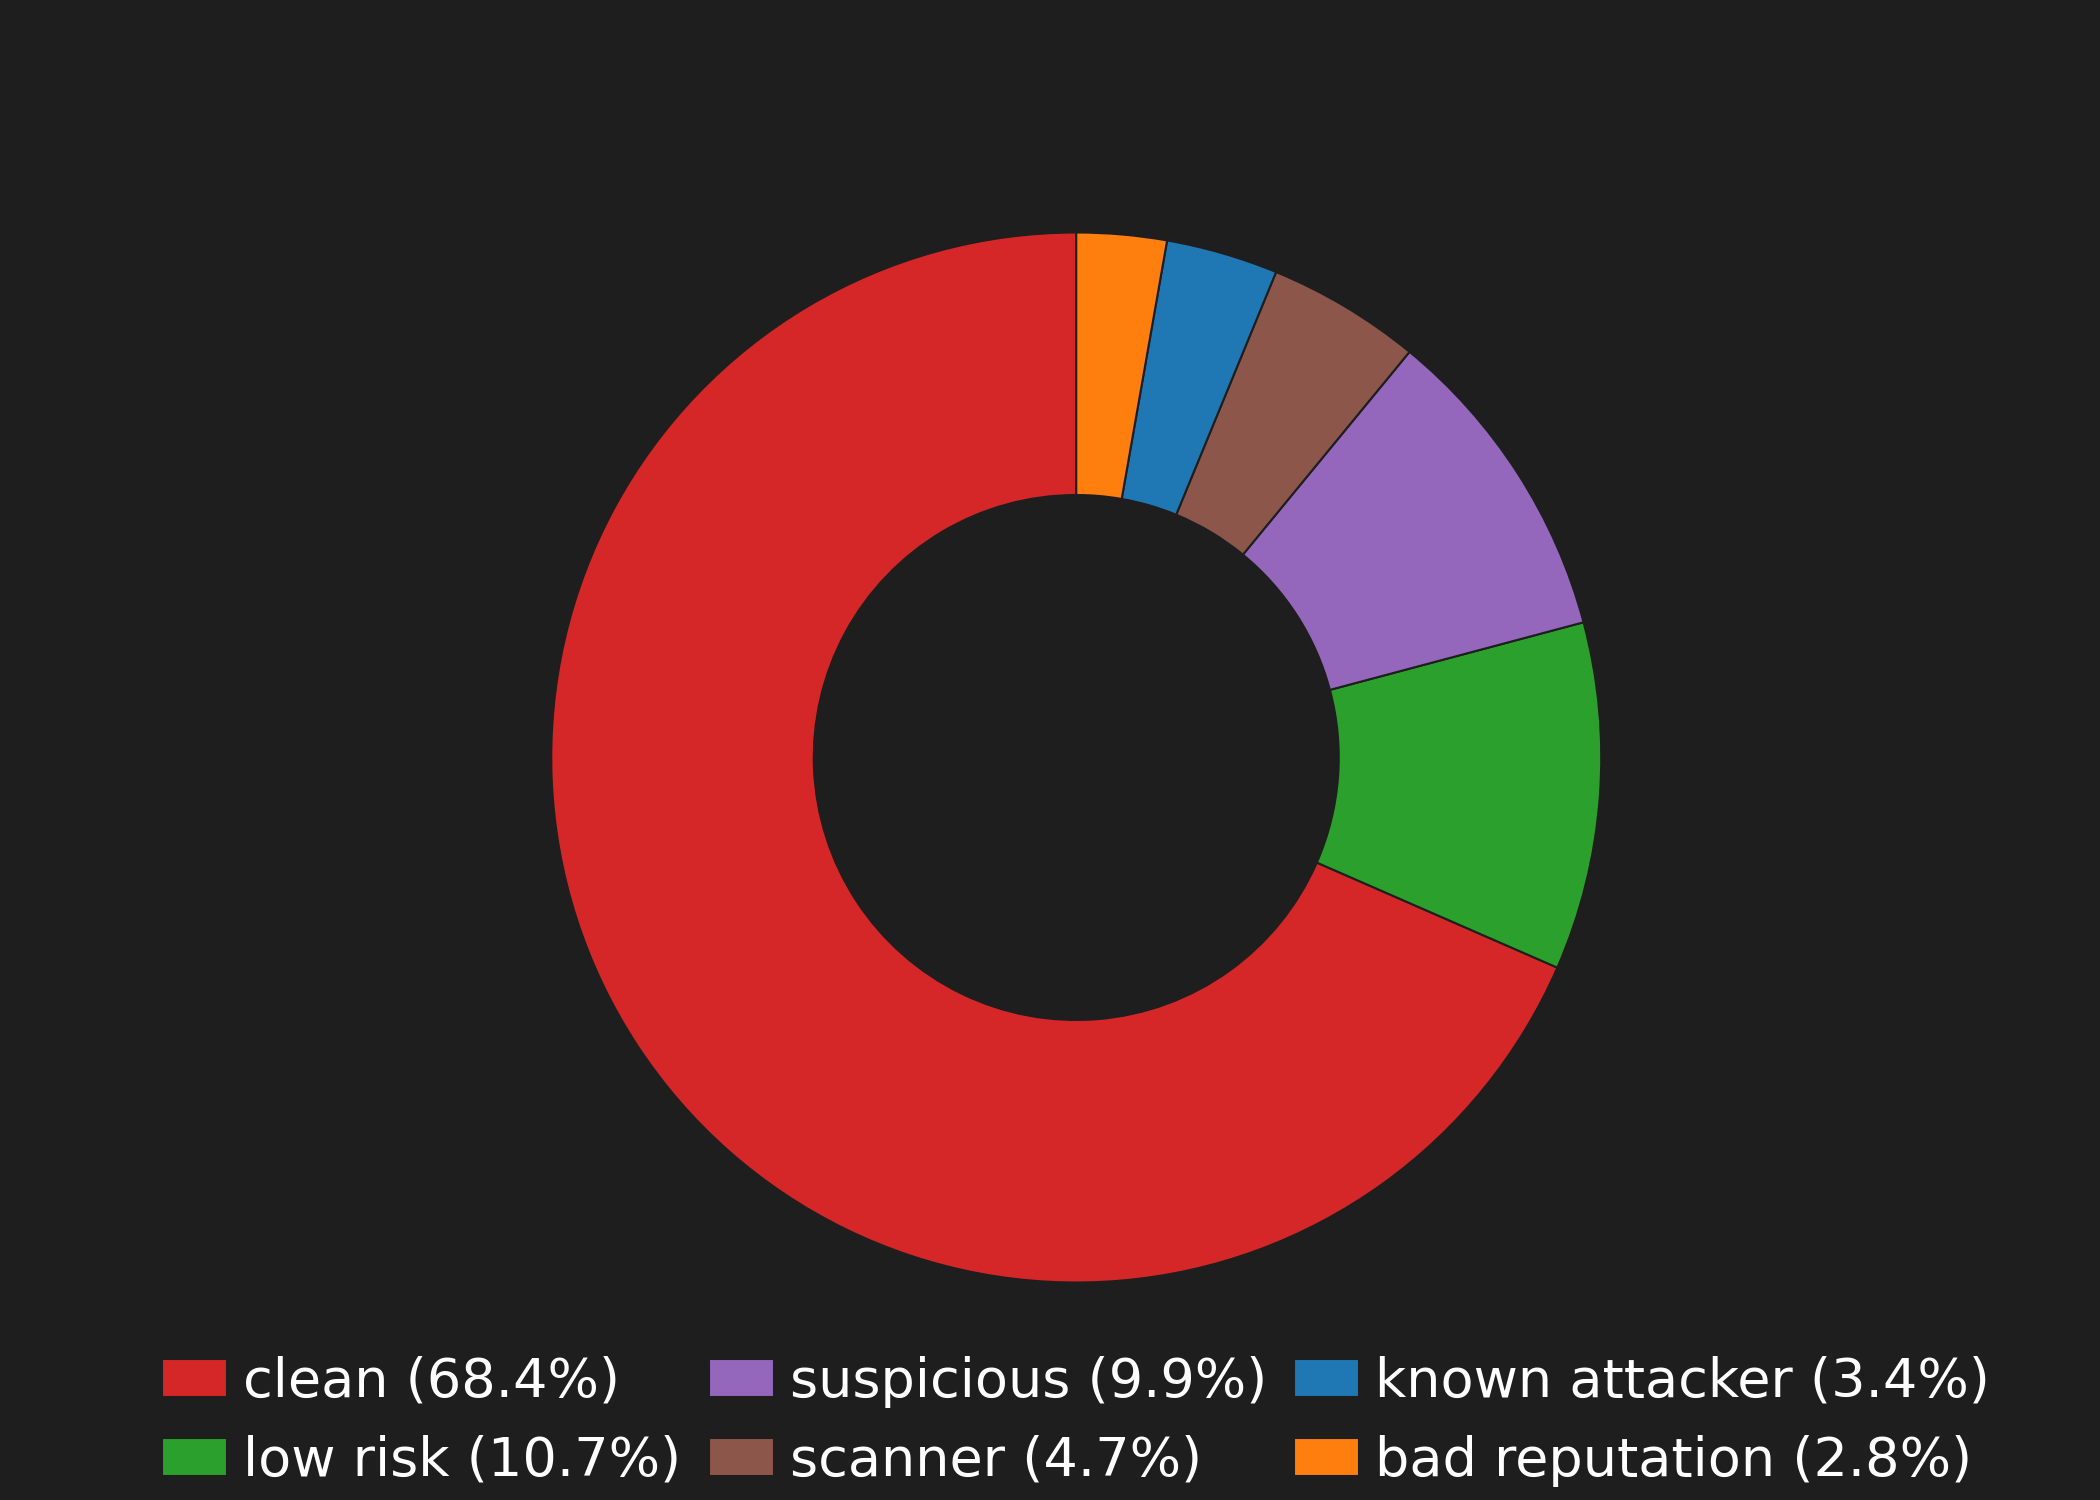 clean (68.4%) suspicious (9.9%) known attacker (3.4%)
low risk (10.7%) scanner (4.7%) bad reputation (2.8%)